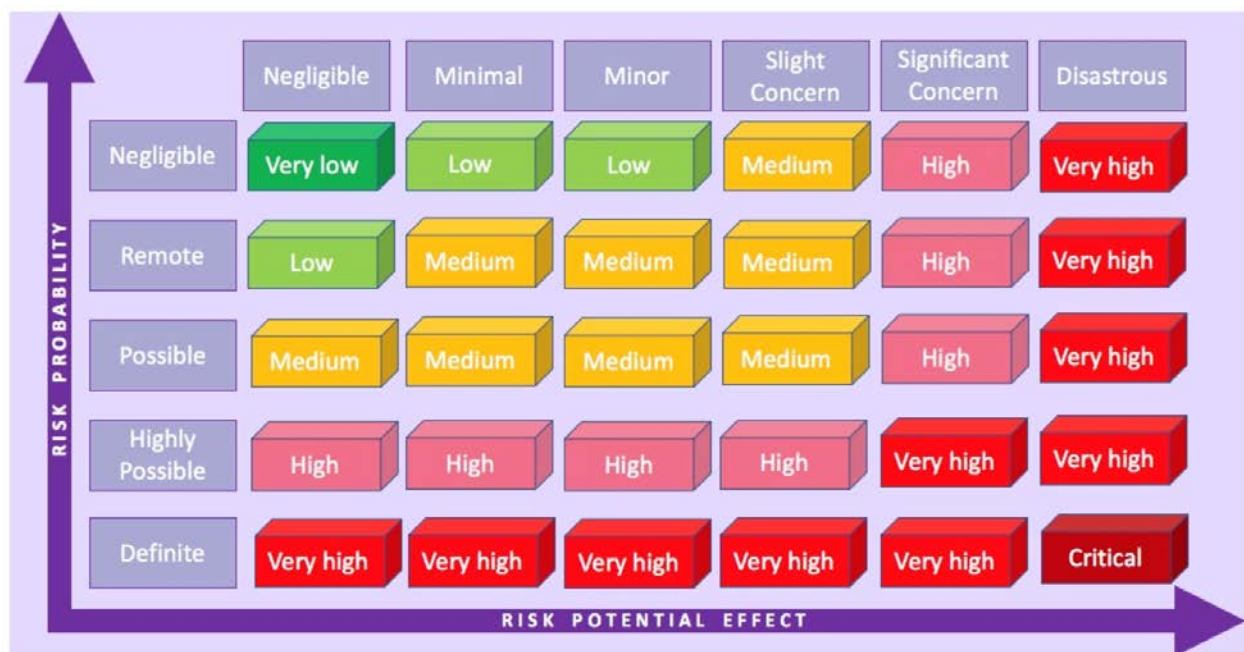 Negligible
Minimal
Minor
Slight
Concern
Significant
Concern
Disastrous
Negligible
Very low
Low
Low
Medium
High
Very high
Remote
Low
Medium
Medium
Medium
High
Very high
Possible
Medium
Medium
Medium
Medium
High
Very high
Highly
Possible
High
High
High
High
Very high
Very high
Definite
Very high
Very high
Very high
Very high
Very high
Critical
RISK PROBABILITY
RISK POTENTIAL EFFECT